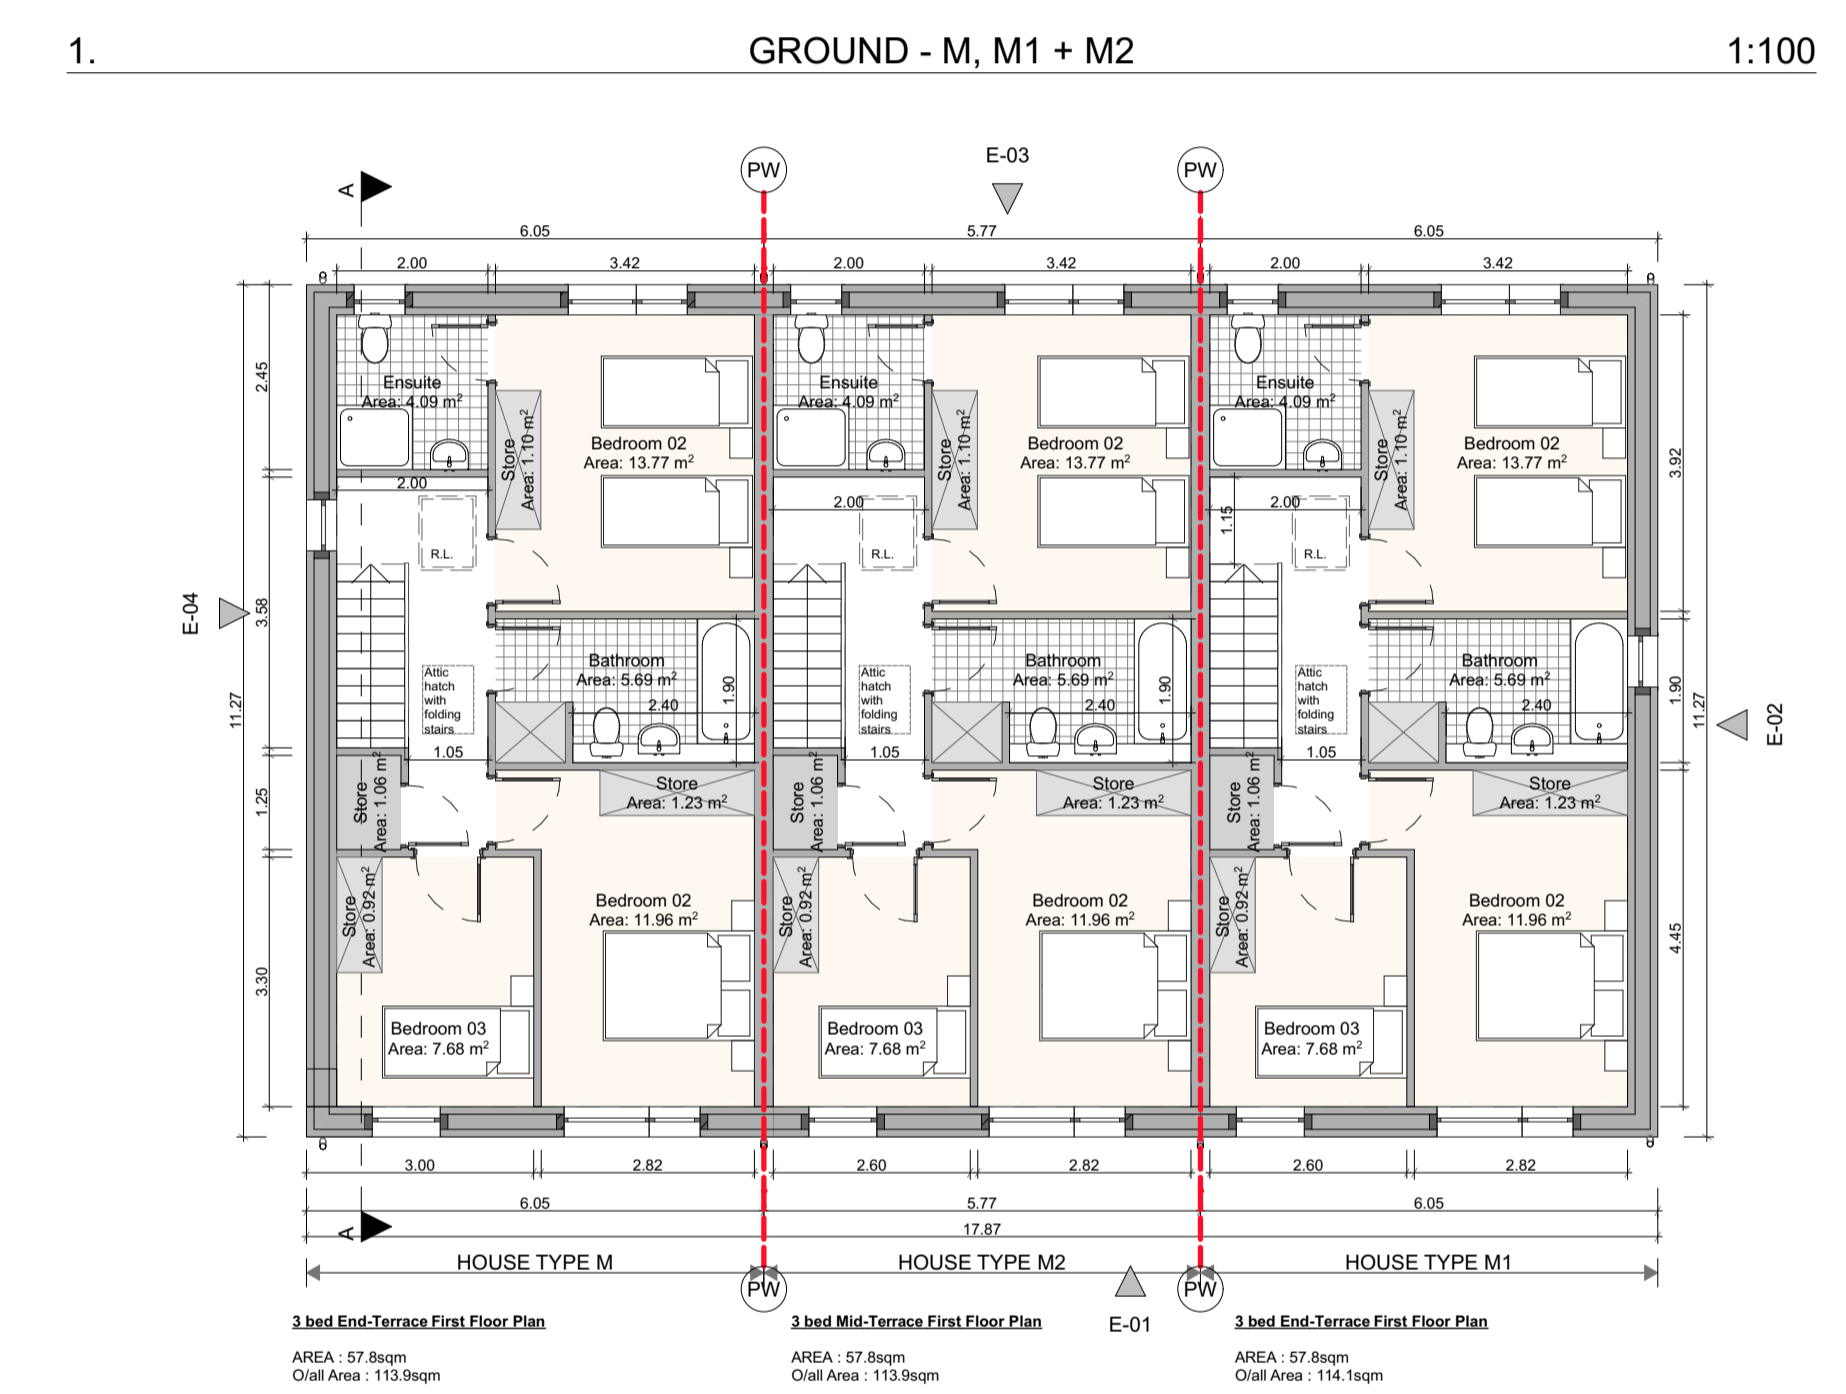 1. GROUND - M, M1 + M2 1:100
PW E-03 PW
A
6.05 5.77 6.05
2.00 3.42 2.00 3.42 2.00 3.42
Ensuite
Area: 4.09 m²
Ensuite
Area: 4.09 m²
Ensuite
Area: 4.09 m²
2.45
Store
Area: 1.10 m²
Bedroom 02
Area: 13.77 m²
Store
Area: 1.10 m²
Bedroom 02
Area: 13.77 m²
Store
Area: 1.10 m²
Bedroom 02
Area: 13.77 m²
3.92
2.00 2.00 2.00
1.15
R.L. R.L. R.L.
E-04
3.58
11.27
Attic
hatch
with
folding
stairs
Bathroom
Area: 5.69 m²
2.40
1.90
Attic
hatch
with
folding
stairs
Bathroom
Area: 5.69 m²
2.40
1.90
Attic
hatch
with
folding
stairs
Bathroom
Area: 5.69 m²
2.40
1.90
11.27
E-02
1.05 1.05 1.05
1.25
Store
Area: 1.06 m²
Store
Area: 1.23 m²
Store
Area: 1.06 m²
Store
Area: 1.23 m²
Store
Area: 1.06 m²
Store
Area: 1.23 m²
Store
Area: 0.92 m²
Bedroom 02
Area: 11.96 m²
Store
Area: 0.92 m²
Bedroom 02
Area: 11.96 m²
Store
Area: 0.92 m²
Bedroom 02
Area: 11.96 m²
3.30
4.45
Bedroom 03
Area: 7.68 m²
Bedroom 03
Area: 7.68 m²
Bedroom 03
Area: 7.68 m²
3.00 2.82 2.60 2.82 2.60 2.82
6.05 5.77 6.05
A
17.87
HOUSE TYPE M HOUSE TYPE M2 HOUSE TYPE M1
PW PW
E-01
3 bed End-Terrace First Floor Plan
AREA : 57.8sqm
O/all Area : 113.9sqm
3 bed Mid-Terrace First Floor Plan
AREA : 57.8sqm
O/all Area : 113.9sqm
3 bed End-Terrace First Floor Plan
AREA : 57.8sqm
O/all Area : 114.1sqm